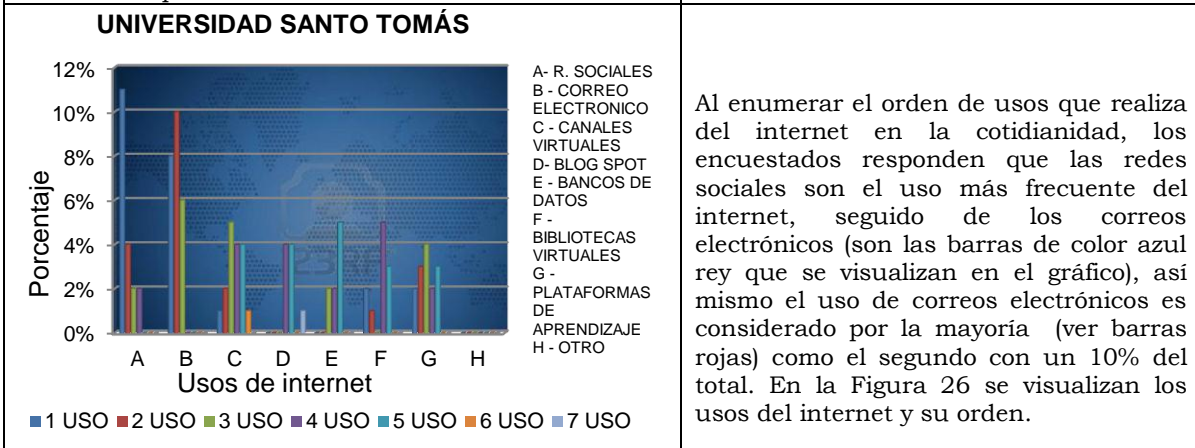 UNIVERSIDAD SANTO TOMÁS
12%
10%
8%
6%
4%
2%
0%
Porcentaje
A B C D E F G H
Usos de internet
A- R. SOCIALES
B - CORREO
ELECTRONICO
C - CANALES
VIRTUALES
D- BLOG SPOT
E - BANCOS DE
DATOS
F -
BIBLIOTECAS
VIRTUALES
G -
PLATAFORMAS
DE
APRENDIZAJE
H - OTRO
1 USO 2 USO 3 USO 4 USO 5 USO 6 USO 7 USO
Al enumerar el orden de usos que realiza
del internet en la cotidianidad, los
encuestados responden que las redes
sociales son el uso más frecuente del
internet, seguido de los correos
electrónicos (son las barras de color azul
rey que se visualizan en el gráfico), así
mismo el uso de correos electrónicos es
considerado por la mayoría (ver barras
rojas) como el segundo con un 10% del
total. En la Figura 26 se visualizan los
usos del internet y su orden.